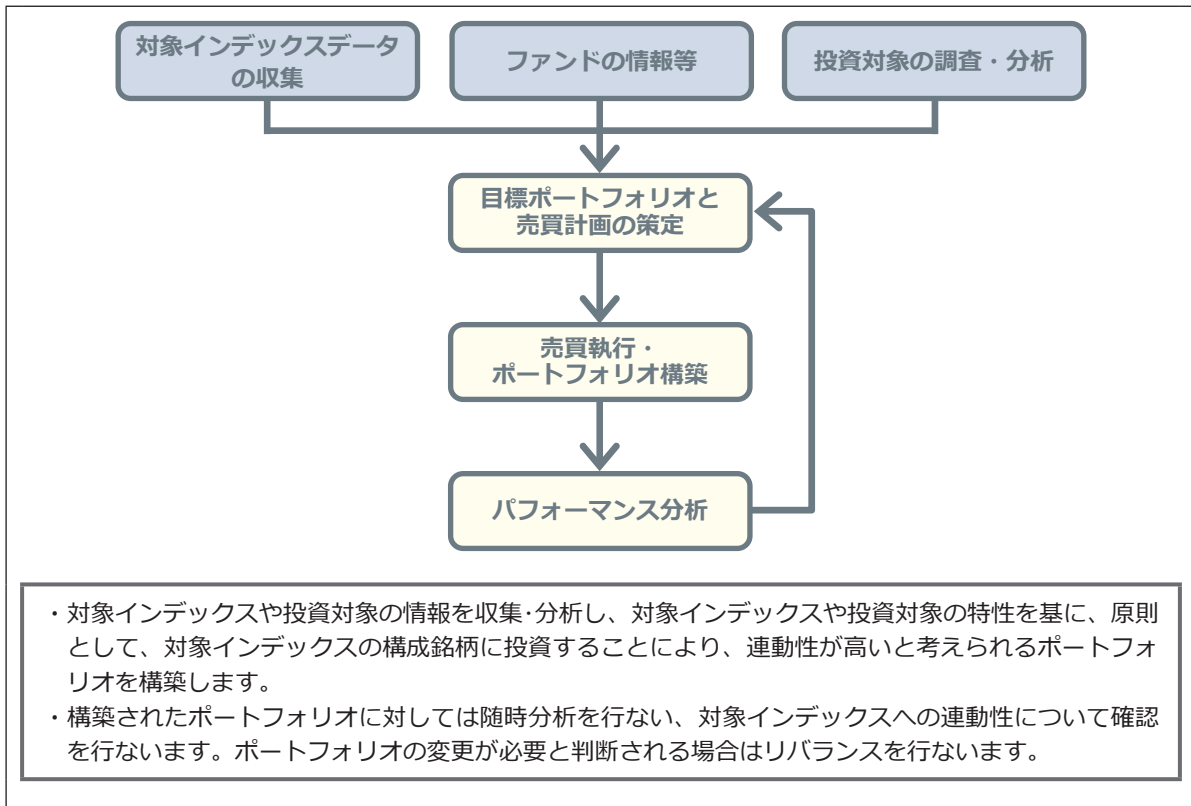 対象インデックスデータ
の収集
ファンドの情報等
投資対象の調査・分析
目標ポートフォリオと
売買計画の策定
売買執行・
ポートフォリオ構築
パフォーマンス分析
・対象インデックスや投資対象の情報を収集・分析し、対象インデックスや投資対象の特性を基に、原則
として、対象インデックスの構成銘柄に投資することにより、連動性が高いと考えられるポートフォ
リオを構築します。
・構築されたポートフォリオに対しては随時分析を行ない、対象インデックスへの連動性について確認
を行ないます。ポートフォリオの変更が必要と判断される場合はリバランスを行ないます。